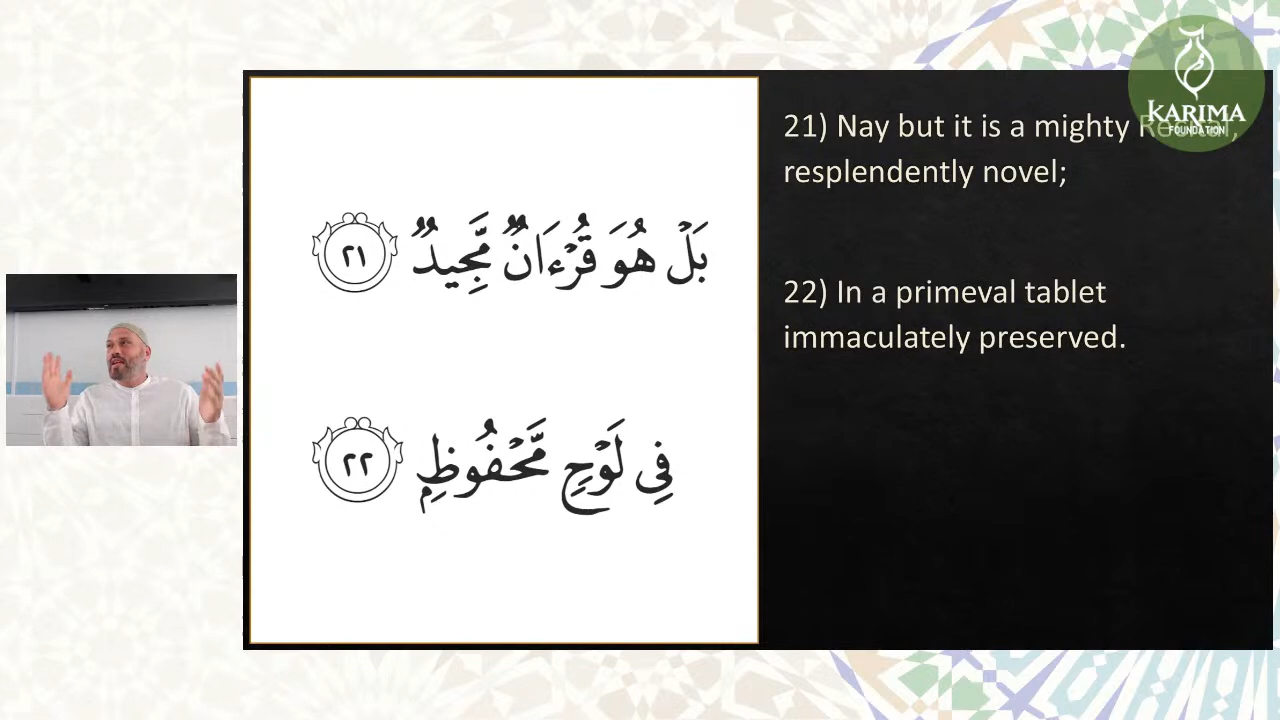 KARIMA
FOUNDATION
بَلۡ هُوَ قُرۡءَانٞ مَّجِيدٞ ٢١
فِي لَوۡحٖ مَّحۡفُوظِۭ ٢٢
21) Nay but it is a mighty
resplendently novel;
22) In a primeval tablet
immaculately preserved.